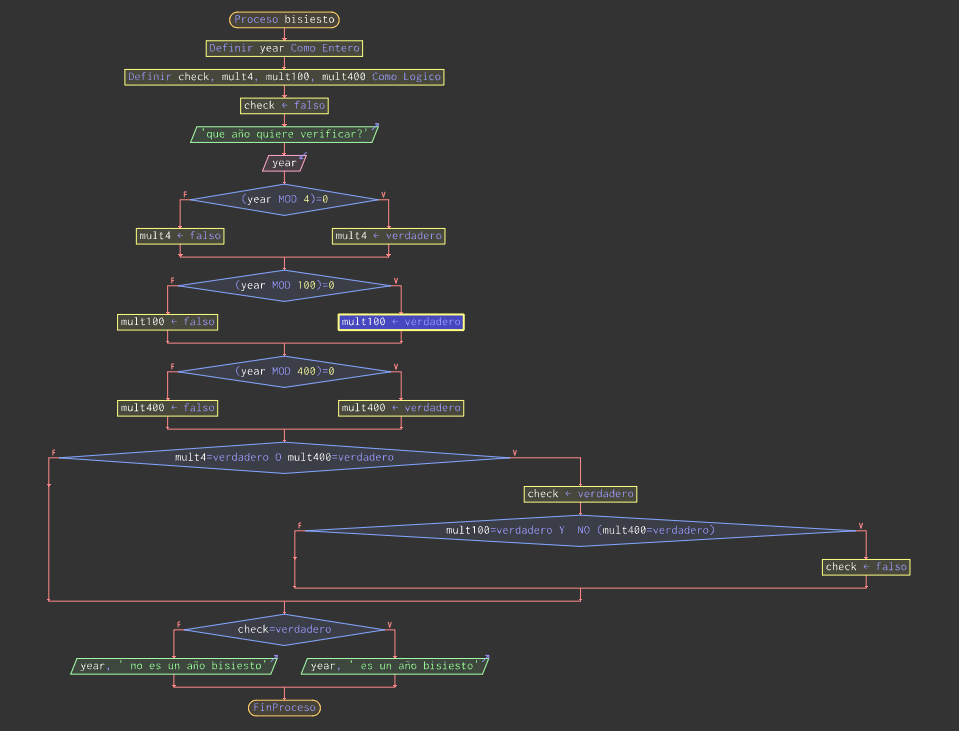 Proceso bisiesto
Definir year Como Entero
Definir check, mult4, mult100, mult400 Como Logico
check ← falso
'que año quiere verificar?'
year
F (year MOD 4)=0 V
mult4 ← falso mult4 ← verdadero
F (year MOD 100)=0 V
mult100 ← falso mult100 ← verdadero
F (year MOD 400)=0 V
mult400 ← falso mult400 ← verdadero
F mult4=verdadero O mult400=verdadero V
check ← verdadero
F mult100=verdadero Y  NO (mult400=verdadero) V
check ← falso
F check=verdadero V
year, ' no es un año bisiesto' year, ' es un año bisiesto'
FinProceso